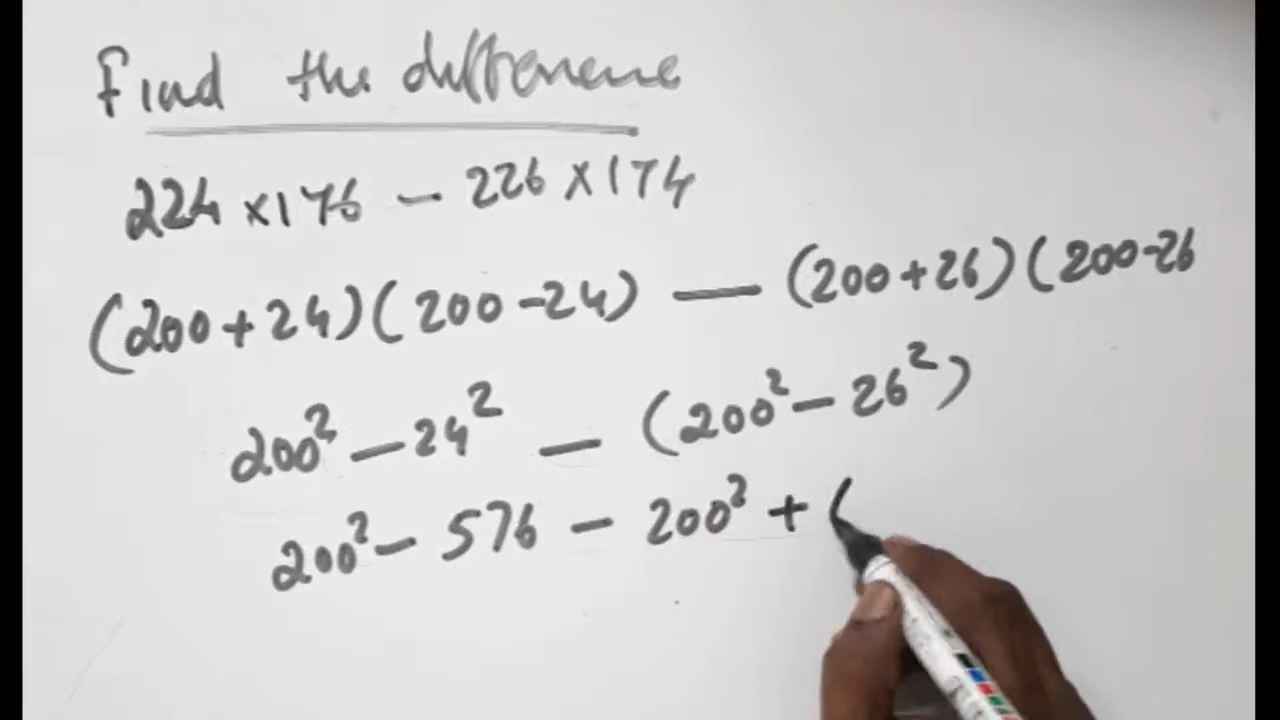 Find the difference
224 × 176 — 226 × 174
(200 + 24) (200 - 24) — (200 + 26) (200 - 26
200² — 24² — (200² — 26²)
200² — 576 — 200² + 6